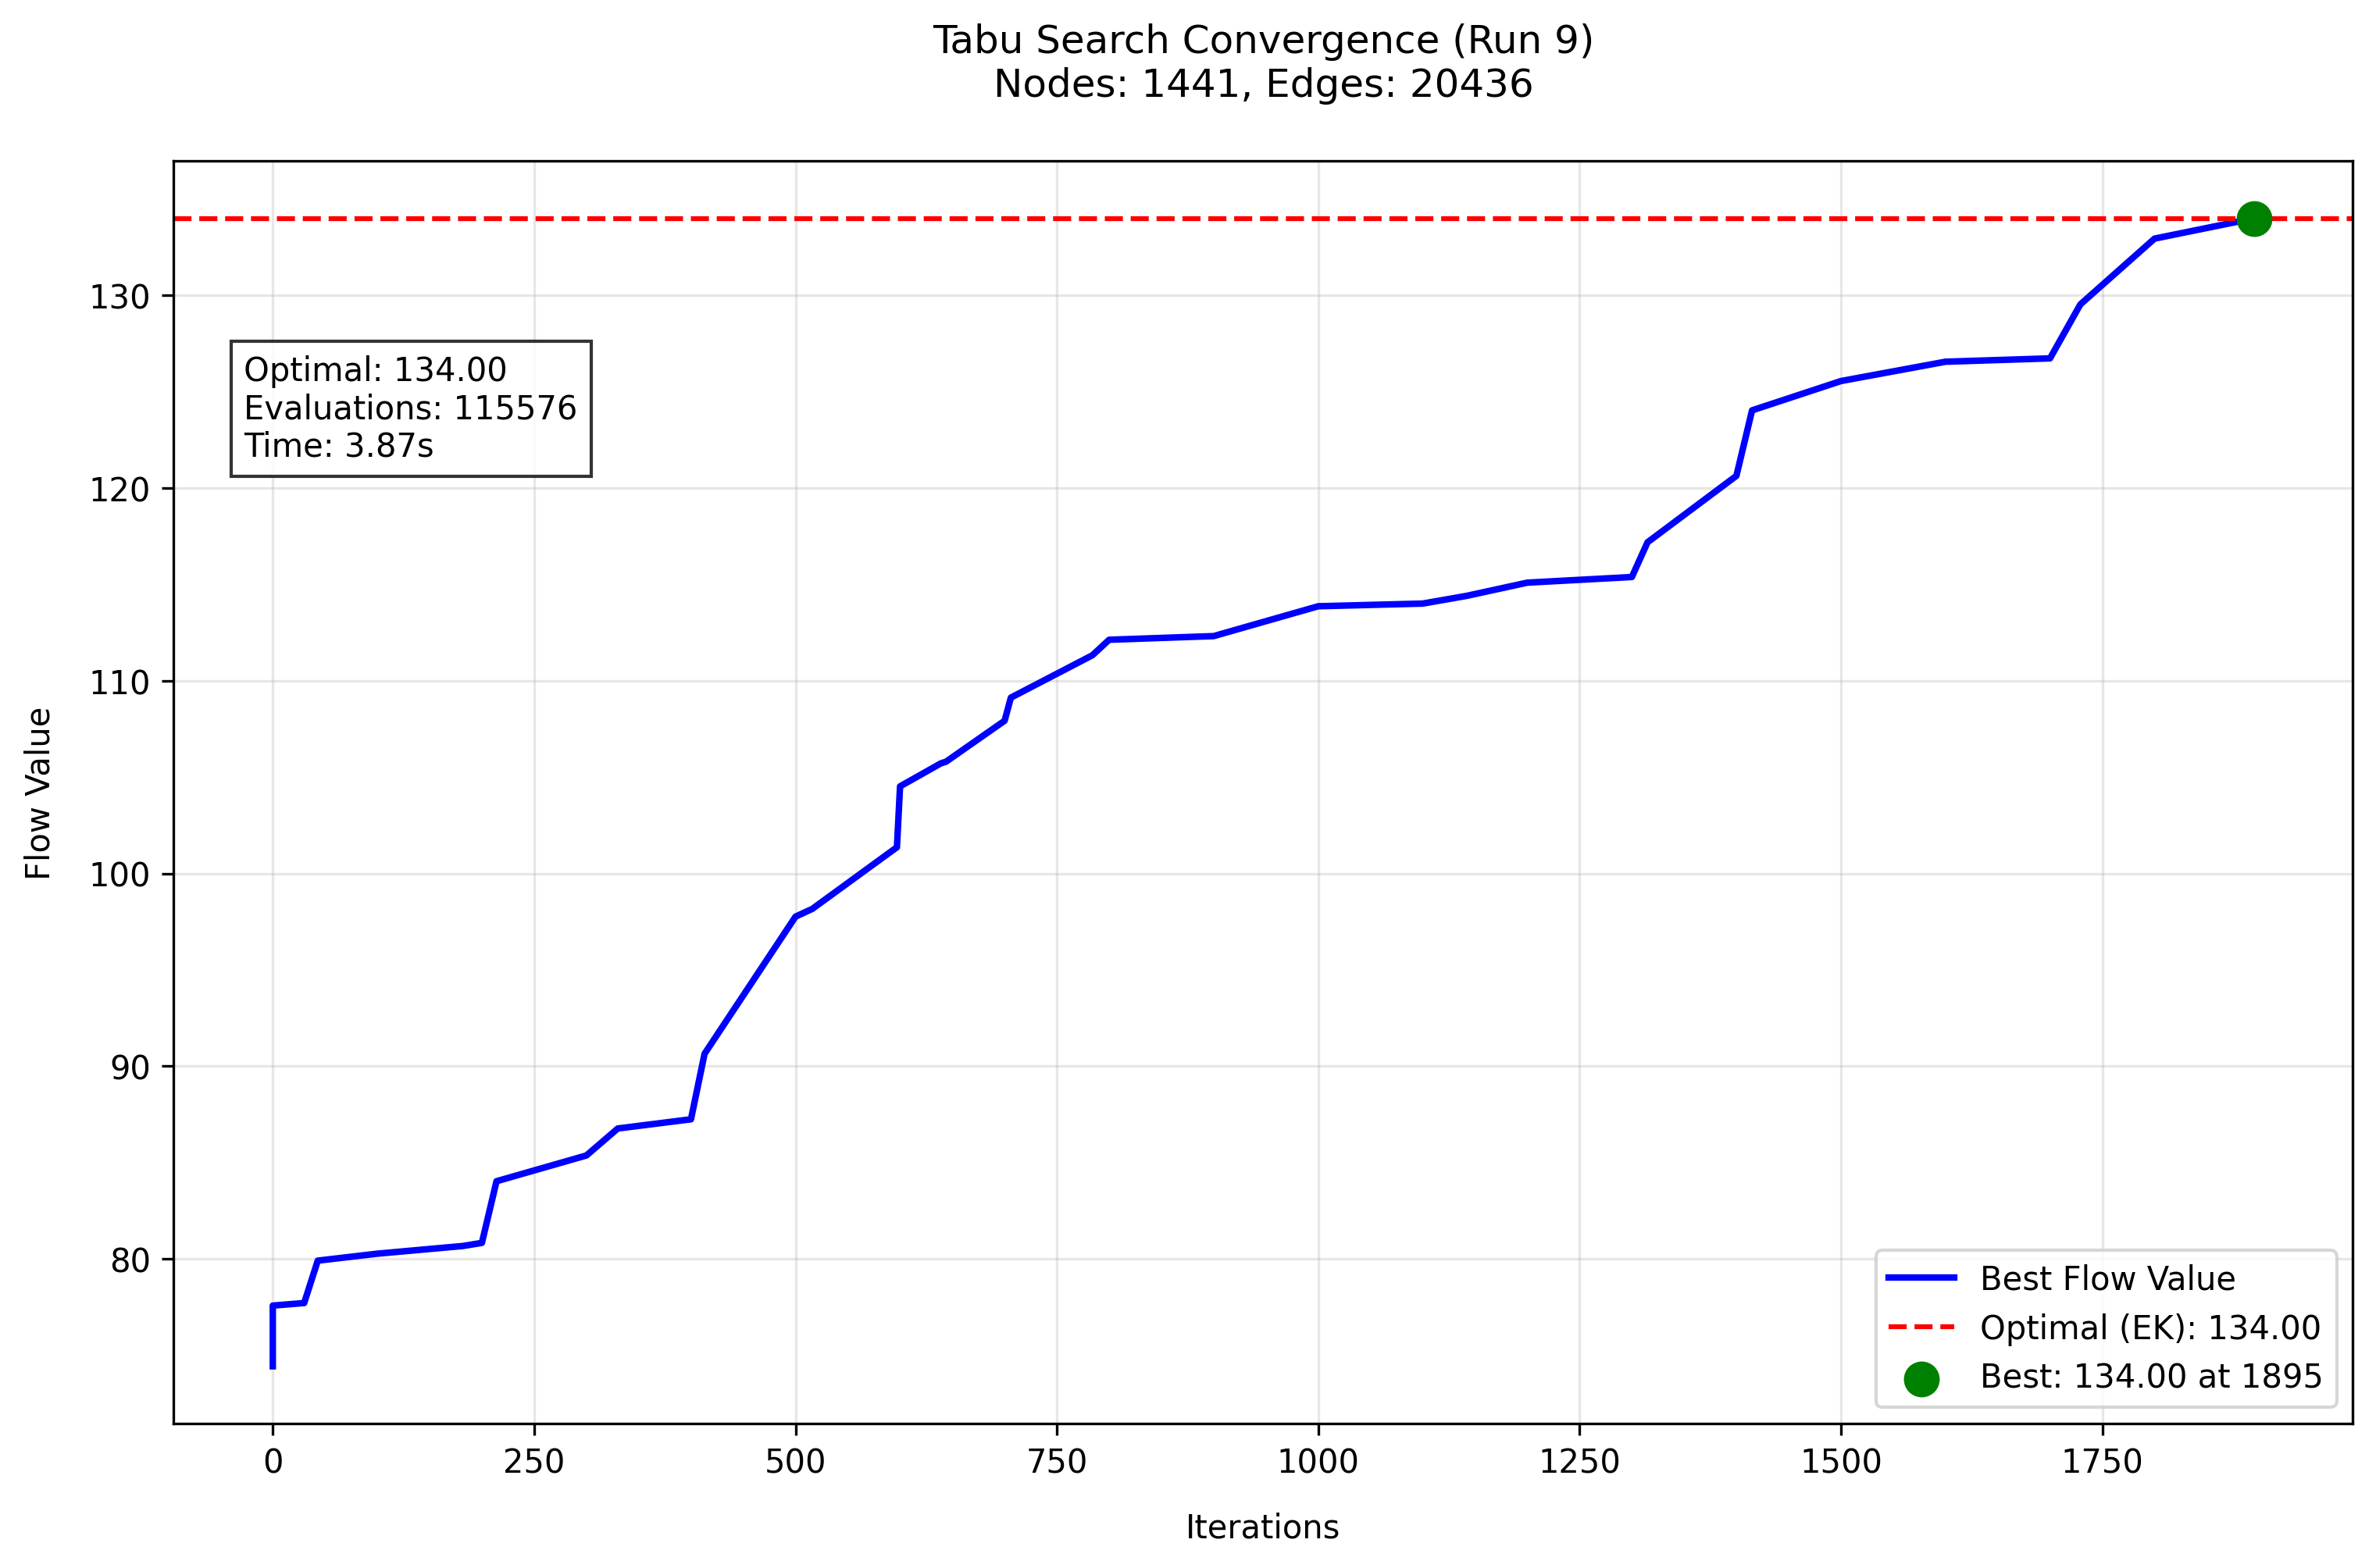 Tabu Search Convergence (Run 9)
Nodes: 1441, Edges: 20436
Flow Value
130
120
110
100
90
80
Optimal: 134.00
Evaluations: 115576
Time: 3.87s
Best Flow Value
Optimal (EK): 134.00
Best: 134.00 at 1895
0 250 500 750 1000 1250 1500 1750
Iterations